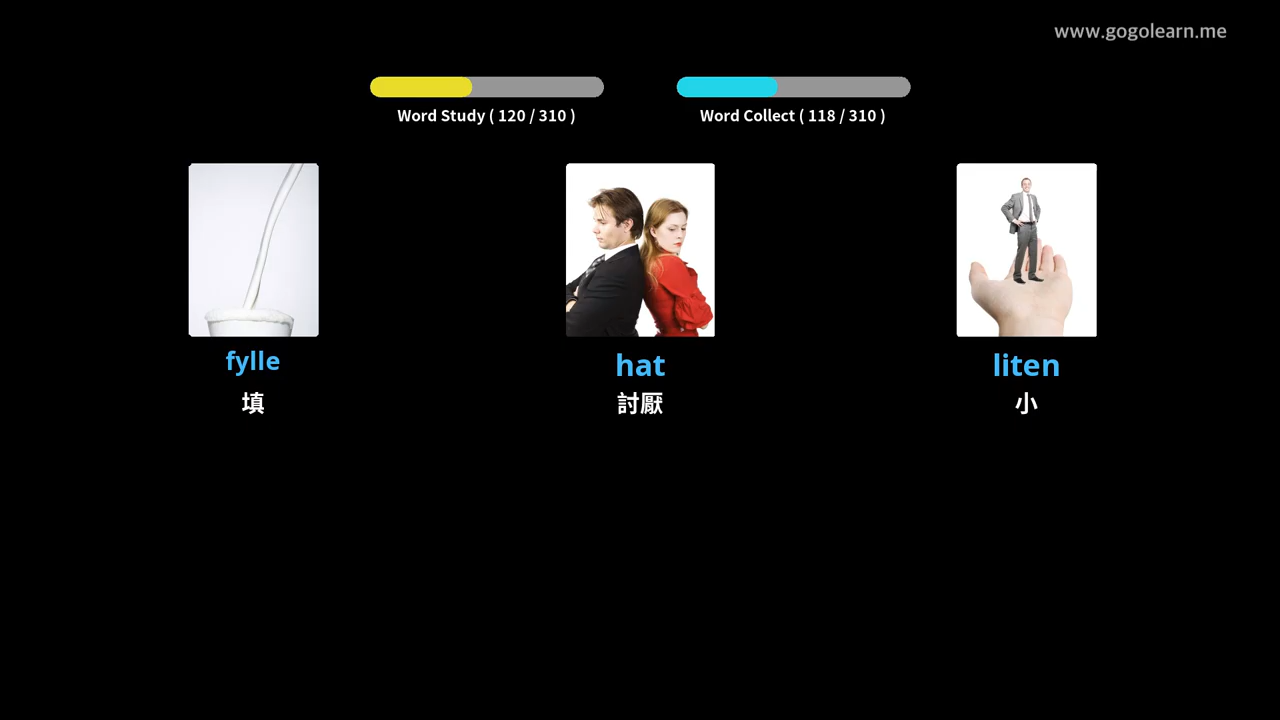 www.gogolearn.me
Word Study ( 120 / 310 )
Word Collect ( 118 / 310 )
fylle
填
hat
討厭
liten
小